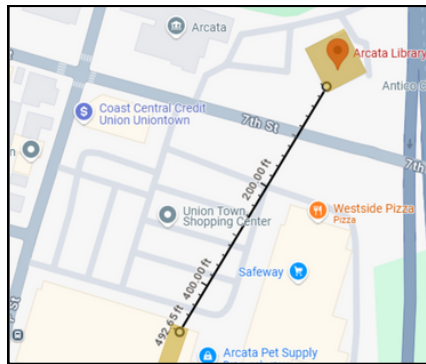 Arcata
Arcata Library
Antico
Coast Central Credit
Union Uniontown
7th St
7th
200.00 ft
Union Town
Shopping Center
Westside Pizza
Pizza
Safeway
400.00 ft
492.65 ft
St
Arcata Pet Supply